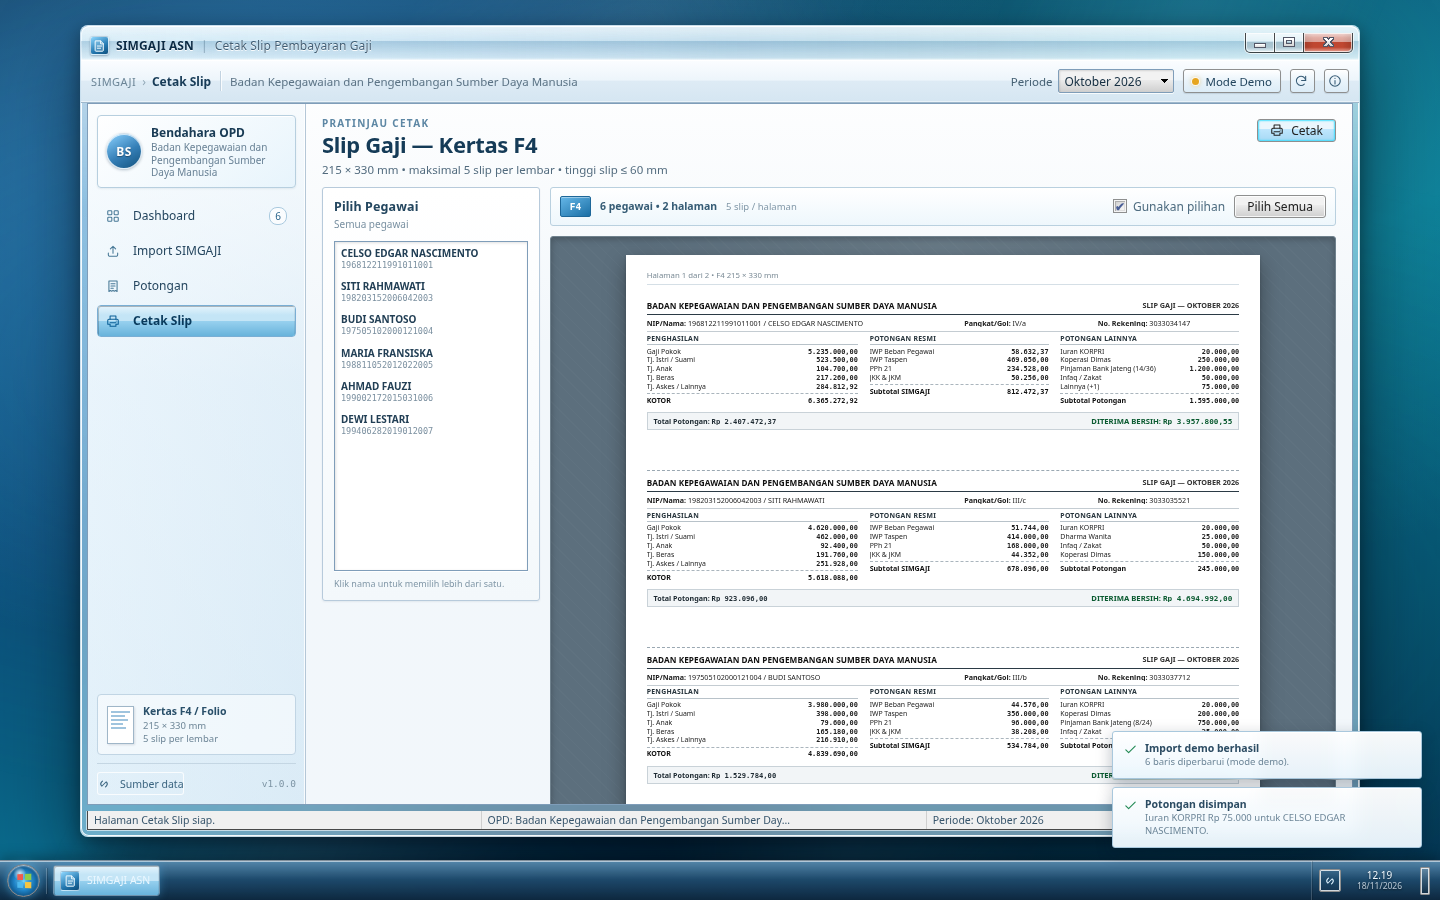 SIMGAJI ASN | Cetak Slip Pembayaran Gaji
SIMGAJI › Cetak Slip Badan Kepegawaian dan Pengembangan Sumber Daya Manusia
Periode Oktober 2026 Mode Demo
BS
Bendahara OPD
Badan Kepegawaian dan
Pengembangan Sumber
Daya Manusia
Dashboard 6
Import SIMGAJI
Potongan
Cetak Slip
Kertas F4 / Folio
215 × 330 mm
5 slip per lembar
Sumber data v1.0.0
PRATINJAU CETAK
Slip Gaji — Kertas F4
215 × 330 mm • maksimal 5 slip per lembar • tinggi slip ≤ 60 mm
Cetak
Pilih Pegawai
Semua pegawai
CELSO EDGAR NASCIMENTO
196812211991011001
SITI RAHMAWATI
198203152006042003
BUDI SANTOSO
197505102000121004
MARIA FRANSISKA
198811052012022005
AHMAD FAUZI
199002172015031006
DEWI LESTARI
199406282019012007
Klik nama untuk memilih lebih dari satu.
F4 6 pegawai • 2 halaman 5 slip / halaman
Gunakan pilihan Pilih Semua
Halaman 1 dari 2 • F4 215 × 330 mm
BADAN KEPEGAWAIAN DAN PENGEMBANGAN SUMBER DAYA MANUSIA SLIP GAJI — OKTOBER 2026
NIP/Nama: 196812211991011001 / CELSO EDGAR NASCIMENTO Pangkat/Gol: IV/a No. Rekening: 3033034147
PENGHASILAN
Gaji Pokok 5.235.000,00
Tj. Istri / Suami 523.500,00
Tj. Anak 104.700,00
Tj. Beras 217.260,00
Tj. Askes / Lainnya 284.812,92
KOTOR 6.365.272,92
POTONGAN RESMI
IWP Beban Pegawai 58.632,37
IWP Taspen 469.056,00
PPh 21 234.528,00
JKK & JKM 50.256,00
Subtotal SIMGAJI 812.472,37
POTONGAN LAINNYA
Iuran KORPRI 20.000,00
Koperasi Dimas 250.000,00
Pinjaman Bank Jateng (14/36) 1.200.000,00
Infaq / Zakat 50.000,00
Lainnya (+1) 75.000,00
Subtotal Potongan 1.595.000,00
Total Potongan: Rp 2.407.472,37 DITERIMA BERSIH: Rp 3.957.800,55
BADAN KEPEGAWAIAN DAN PENGEMBANGAN SUMBER DAYA MANUSIA SLIP GAJI — OKTOBER 2026
NIP/Nama: 198203152006042003 / SITI RAHMAWATI Pangkat/Gol: III/c No. Rekening: 3033035521
PENGHASILAN
Gaji Pokok 4.620.000,00
Tj. Istri / Suami 462.000,00
Tj. Anak 92.400,00
Tj. Beras 191.760,00
Tj. Askes / Lainnya 251.928,00
KOTOR 5.618.088,00
POTONGAN RESMI
IWP Beban Pegawai 51.744,00
IWP Taspen 414.000,00
PPh 21 168.000,00
JKK & JKM 44.352,00
Subtotal SIMGAJI 678.096,00
POTONGAN LAINNYA
Iuran KORPRI 20.000,00
Dharma Wanita 25.000,00
Infaq / Zakat 50.000,00
Koperasi Dimas 150.000,00
Subtotal Potongan 245.000,00
Total Potongan: Rp 923.096,00 DITERIMA BERSIH: Rp 4.694.992,00
BADAN KEPEGAWAIAN DAN PENGEMBANGAN SUMBER DAYA MANUSIA SLIP GAJI — OKTOBER 2026
NIP/Nama: 197505102000121004 / BUDI SANTOSO Pangkat/Gol: III/b No. Rekening: 3033037712
PENGHASILAN
Gaji Pokok 3.980.000,00
Tj. Istri / Suami 398.000,00
Tj. Anak 79.600,00
Tj. Beras 165.180,00
Tj. Askes / Lainnya 216.910,00
KOTOR 4.839.690,00
POTONGAN RESMI
IWP Beban Pegawai 44.576,00
IWP Taspen 356.000,00
PPh 21 96.000,00
JKK & JKM 38.208,00
Subtotal SIMGAJI 534.784,00
POTONGAN LAINNYA
Iuran KORPRI 20.000,00
Koperasi Dimas 200.000,00
Pinjaman Bank Jateng (8/24) 750.000,00
Infaq / Zakat
Subtotal
Total Potongan: Rp 1.529.784,00
Import demo berhasil
6 baris diperbarui (mode demo).
Potongan disimpan
Iuran KORPRI Rp 75.000 untuk CELSO EDGAR
NASCIMENTO.
Halaman Cetak Slip siap. OPD: Badan Kepegawaian dan Pengembangan Sumber Day... Periode: Oktober 2026
SIMGAJI ASN
12.19
18/11/2026